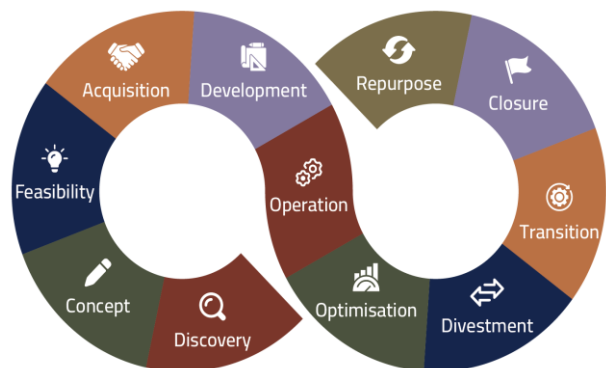 Discovery
Concept
Feasibility
Acquisition
Development
Operation
Optimisation
Divestment
Transition
Closure
Repurpose